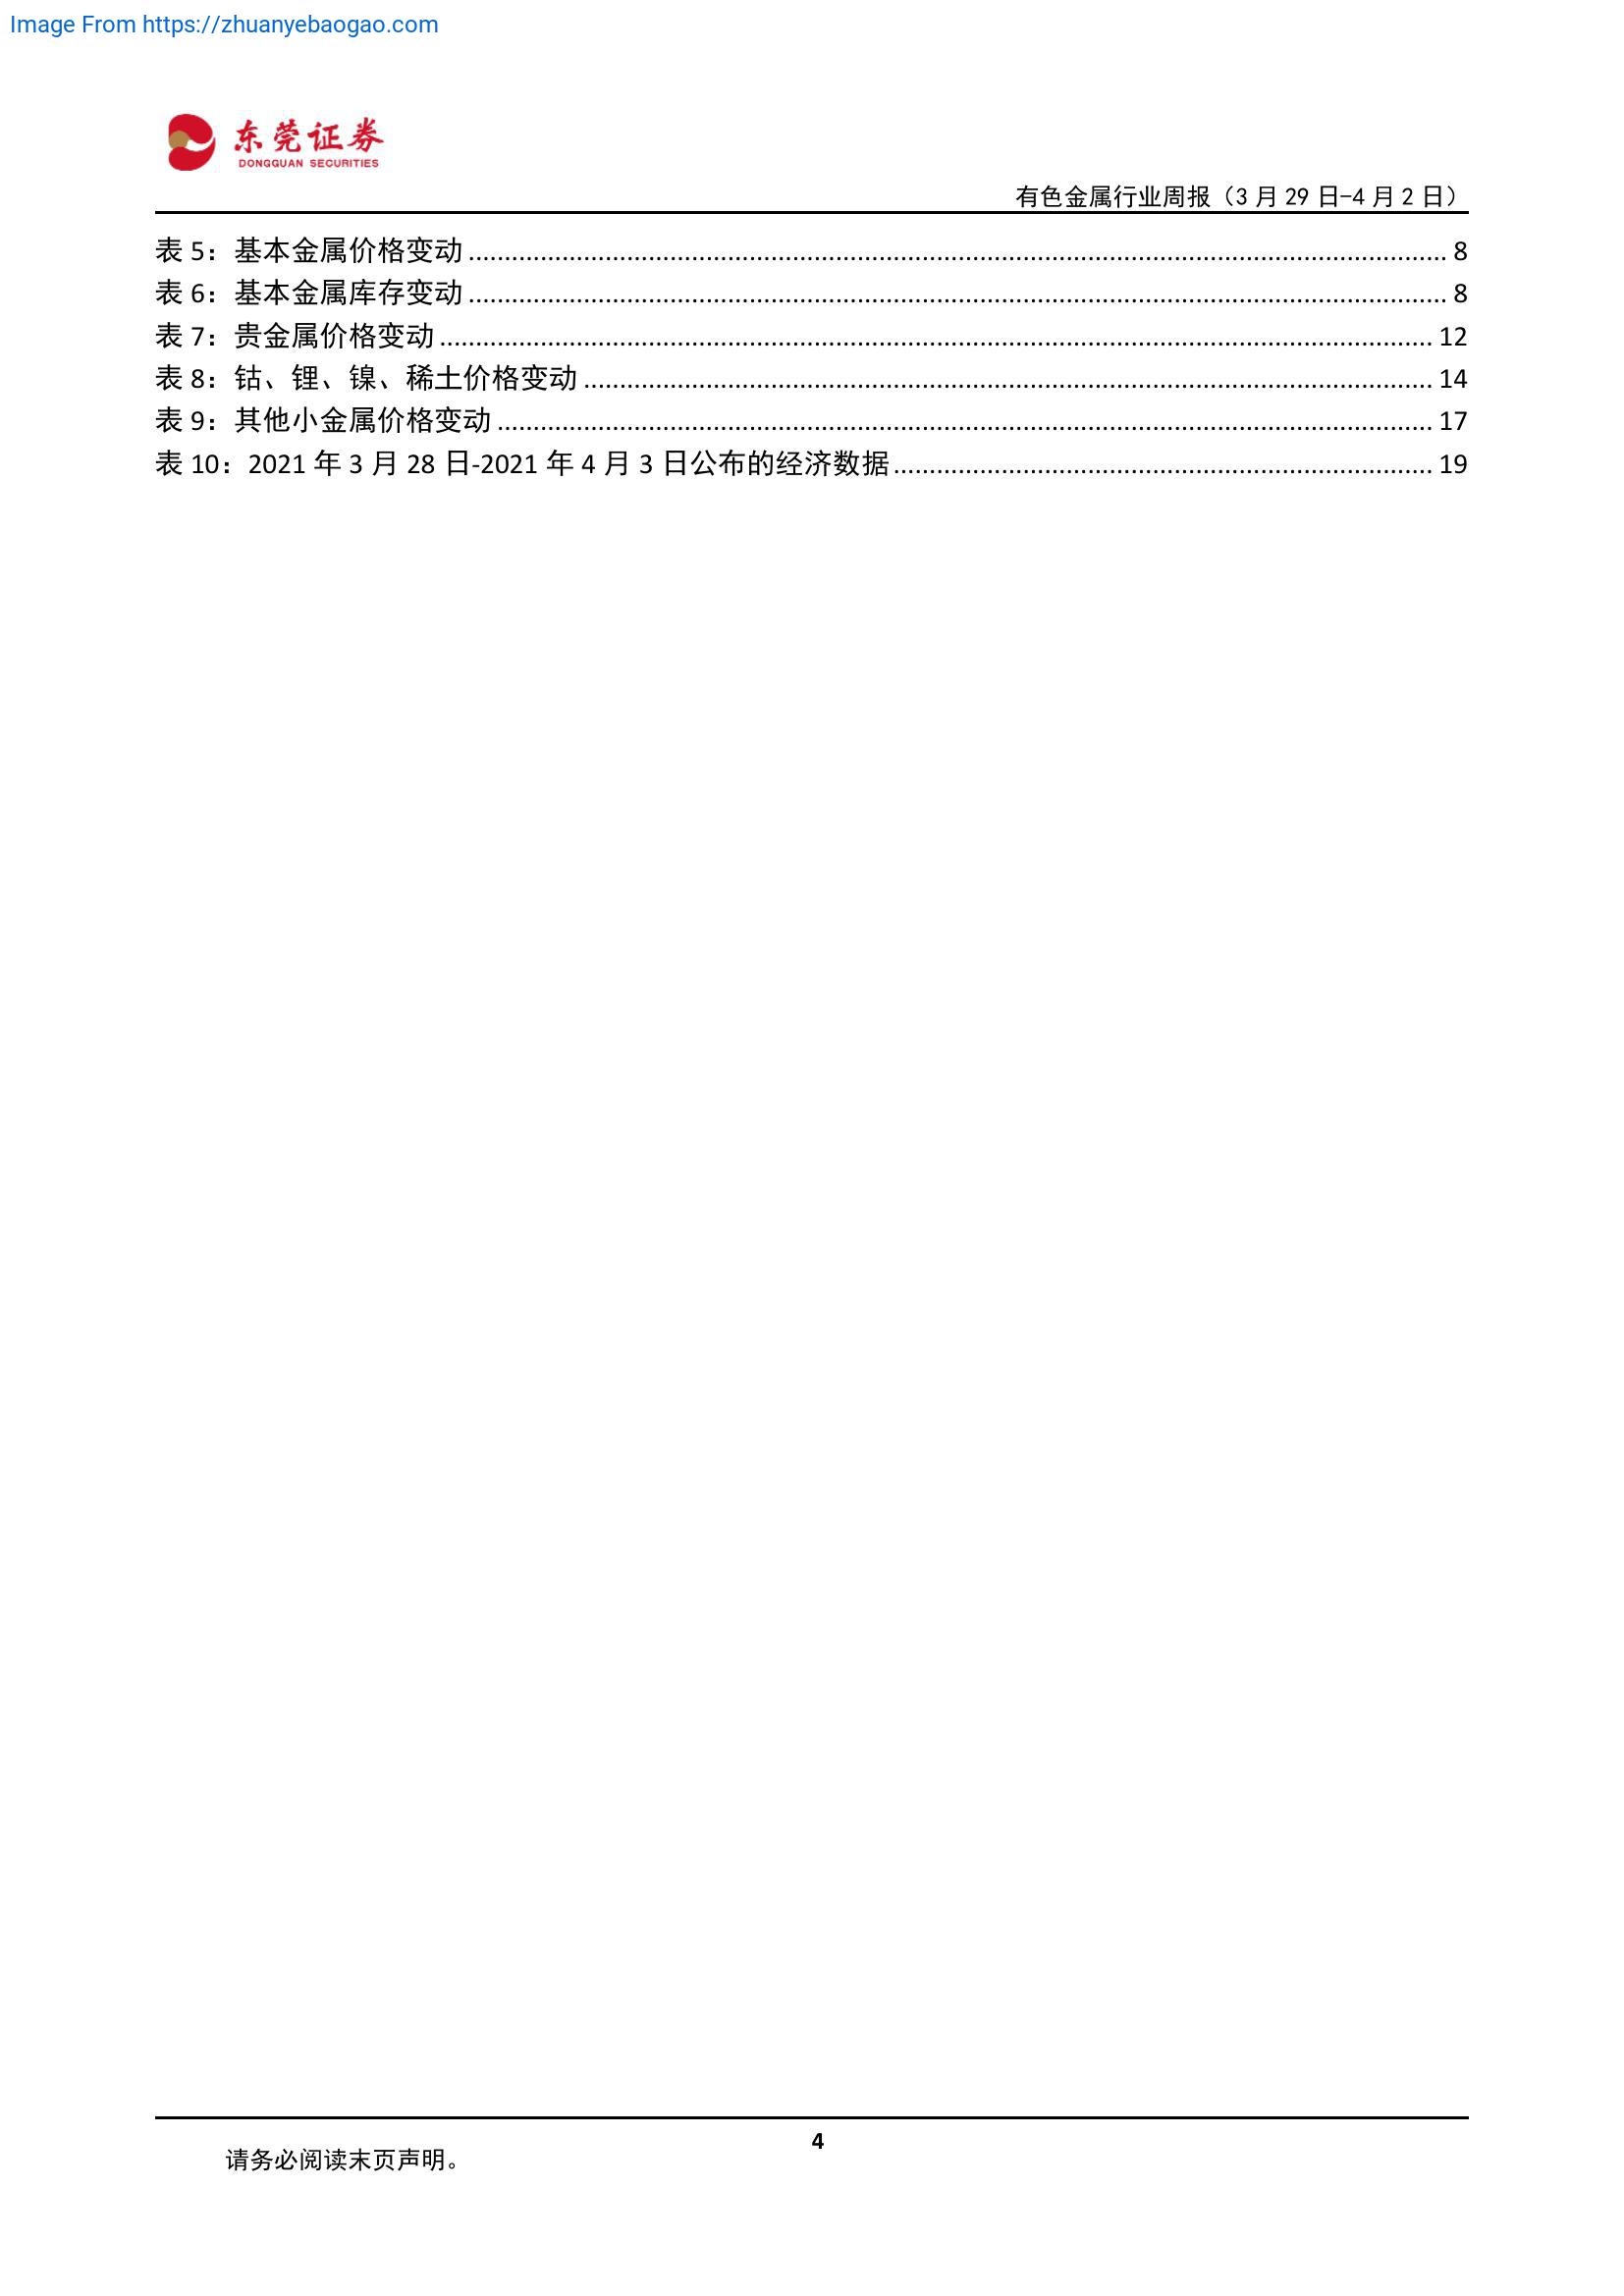 Image From https://zhuanyebaogao.com
东莞证券
DONGGUAN SECURITIES
有色金属行业周报（3 月 29 日-4 月 2 日）
表 5：基本金属价格变动 ........ 8
表 6：基本金属库存变动 ........ 8
表 7：贵金属价格变动 ........ 12
表 8：钴、锂、镍、稀土价格变动 ........ 14
表 9：其他小金属价格变动 ........ 17
表 10：2021 年 3 月 28 日-2021 年 4 月 3 日公布的经济数据 ........ 19
4
请务必阅读末页声明。